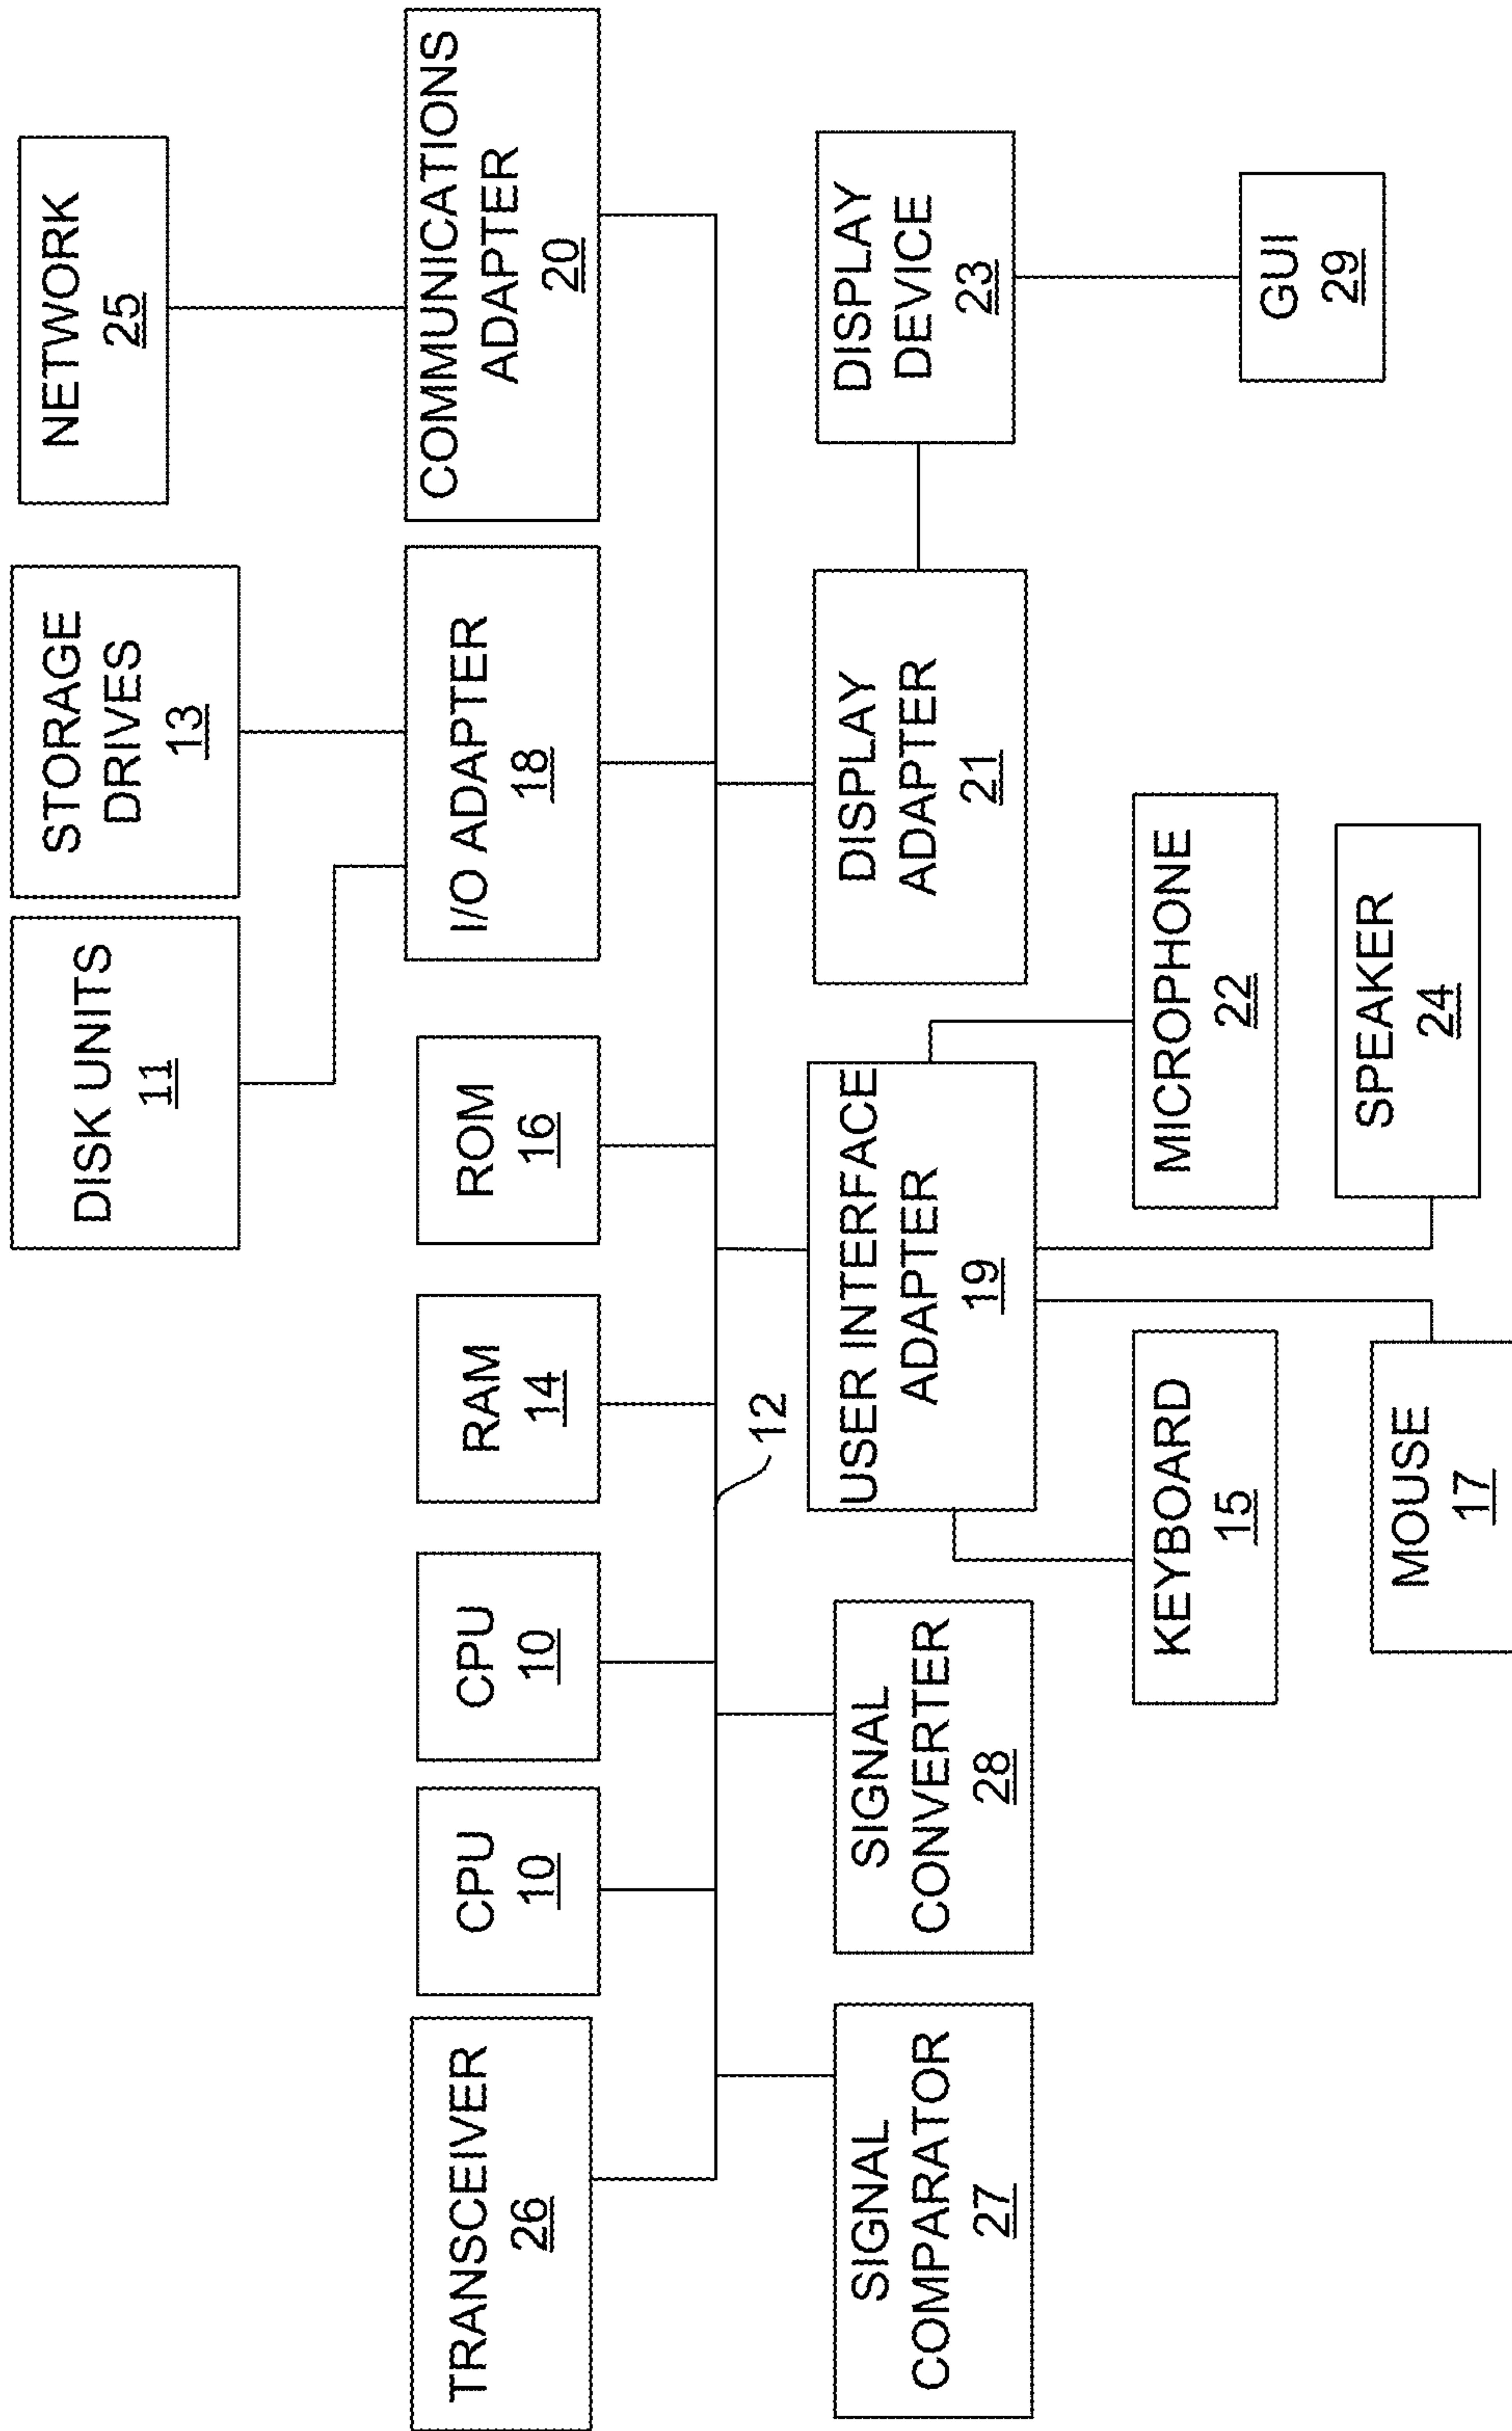 DISK UNITS
11
STORAGE
DRIVES
13
NETWORK
25
TRANSCEIVER
26
CPU
10
CPU
10
RAM
14
ROM
16
I/O ADAPTER
18
COMMUNICATIONS
ADAPTER
20
12
SIGNAL
COMPARATOR
27
SIGNAL
CONVERTER
28
USER INTERFACE
ADAPTER
19
DISPLAY
ADAPTER
21
DISPLAY
DEVICE
23
KEYBOARD
15
MICROPHONE
22
GUI
29
MOUSE
17
SPEAKER
24